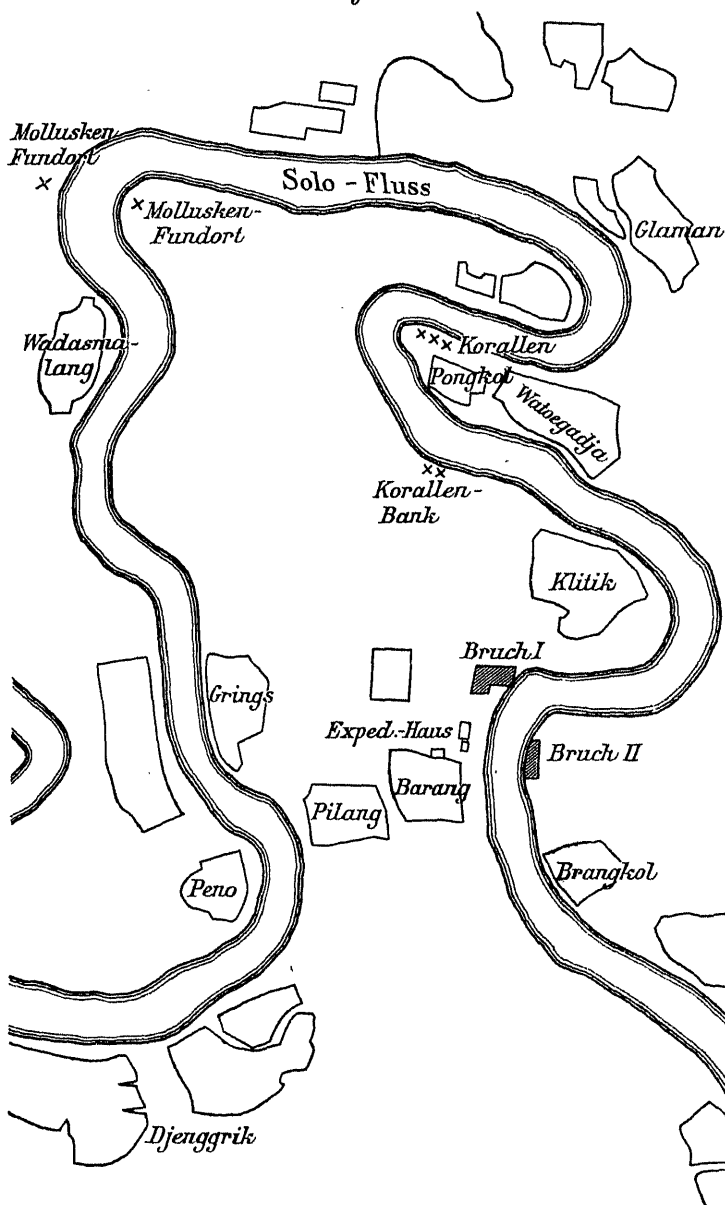 Mollusken
Fundort
Solo - Fluss
Mollusken-
Fundort
Glaman
Wadasma-
lang
Korallen
Pongkol
Watoegadja
Korallen-
Bank
Klitik
Bruch I
Grings
Exped.-Haus
Bruch II
Barang
Pilang
Brangkol
Peno
Djenggrik